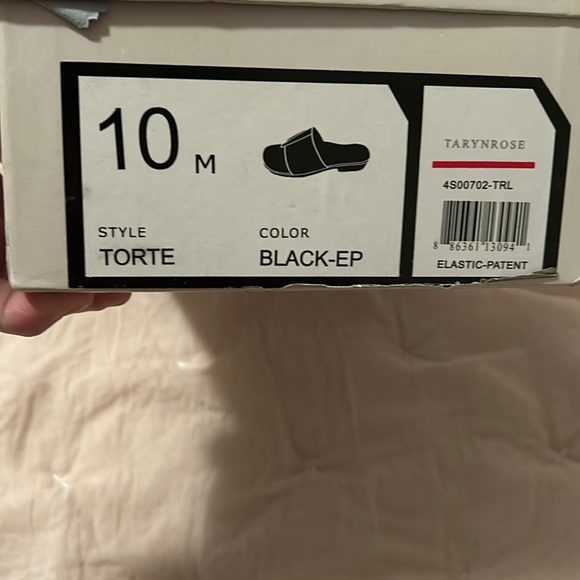 10 M
STYLE
TORTE
COLOR
BLACK-EP
TARYNROSE
4S00702-TRL
8 86361 13094 1
ELASTIC-PATENT